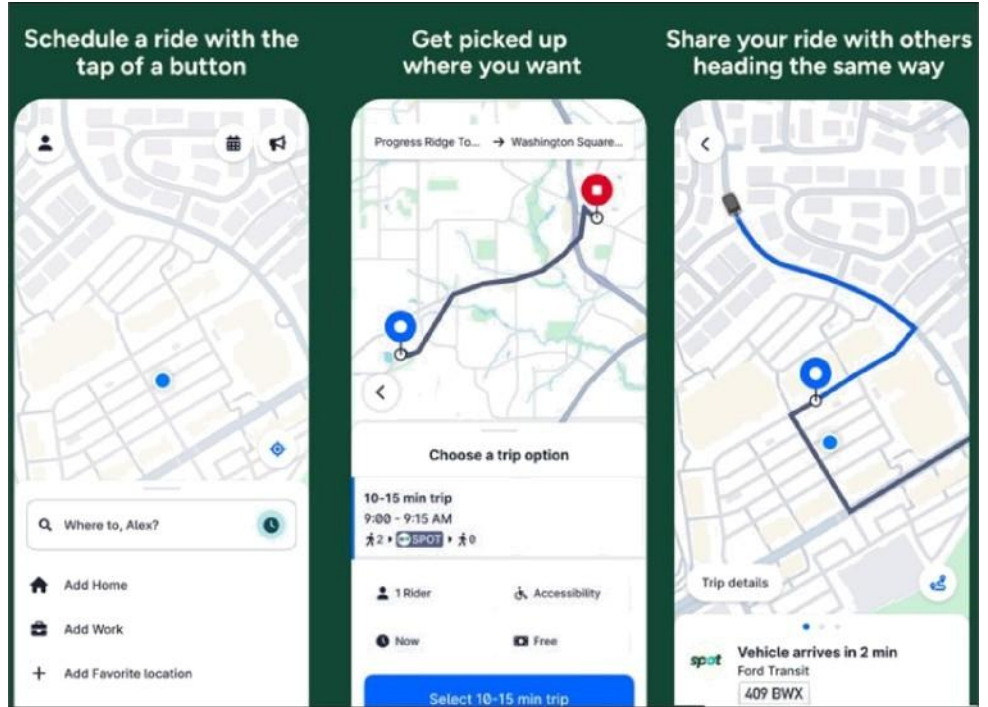 Schedule a ride with the
tap of a button
Where to, Alex?
Add Home
Add Work
Add Favorite location
Get picked up
where you want
Progress Ridge To... → Washington Square...
Choose a trip option
10-15 min trip
9:00 - 9:15 AM
2 SPOT 0
1 Rider
Accessibility
Now
Free
Select 10-15 min trip
Share your ride with others
heading the same way
Trip details
spot
Vehicle arrives in 2 min
Ford Transit
409 BWX